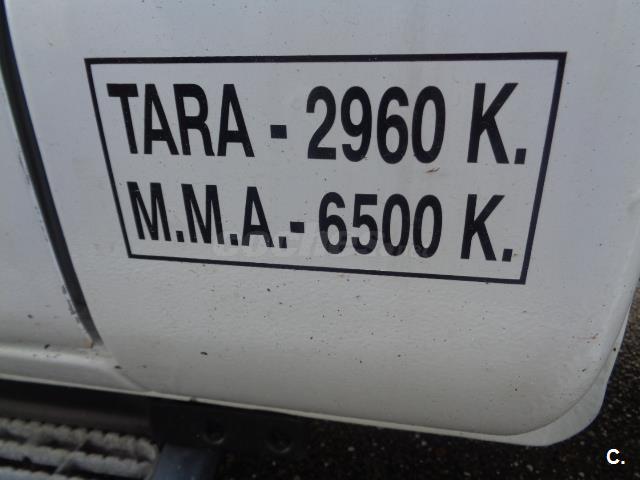 TARA - 2960 K.
M.M.A.- 6500 K.
C.